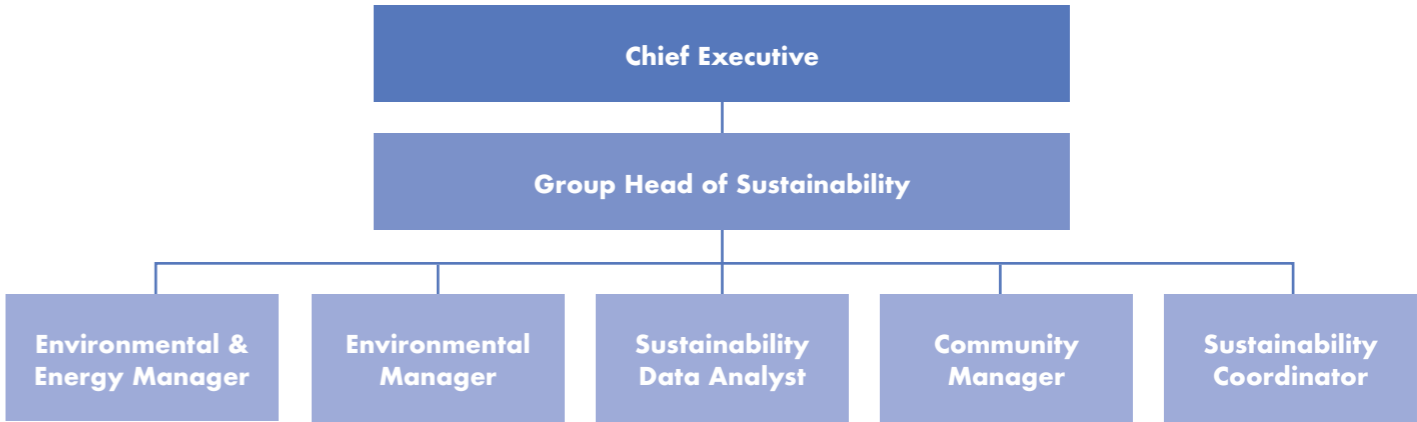 Chief Executive
Group Head of Sustainability
Environmental &
Energy Manager
Environmental
Manager
Sustainability
Data Analyst
Community
Manager
Sustainability
Coordinator